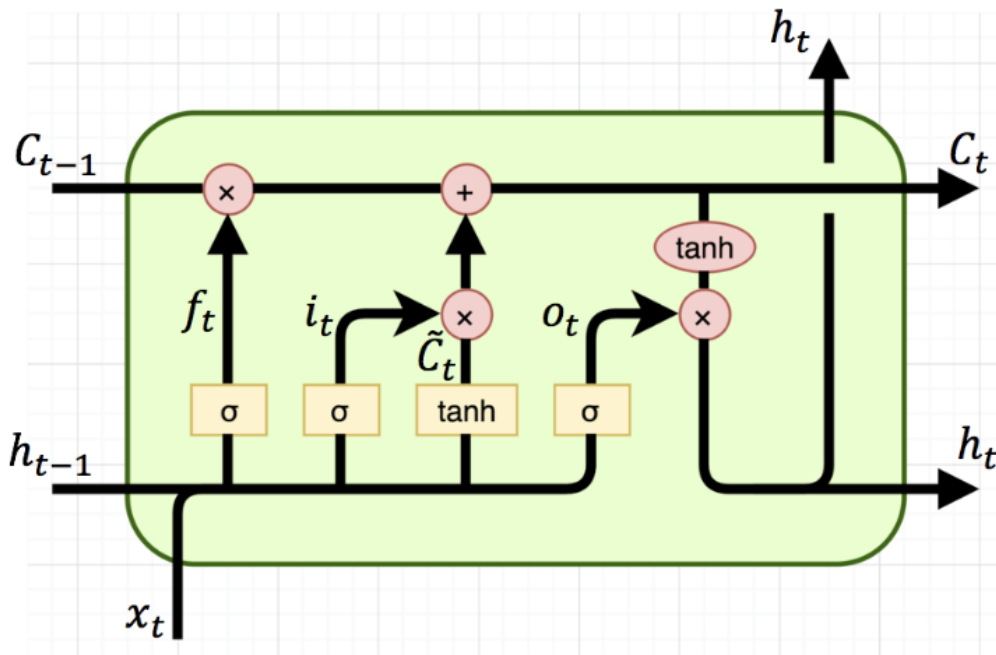 h_t
C_{t-1}
C_t
×
+
tanh
f_t
i_t
×
o_t
×
C̃_t
σ
σ
tanh
σ
h_{t-1}
h_t
x_t